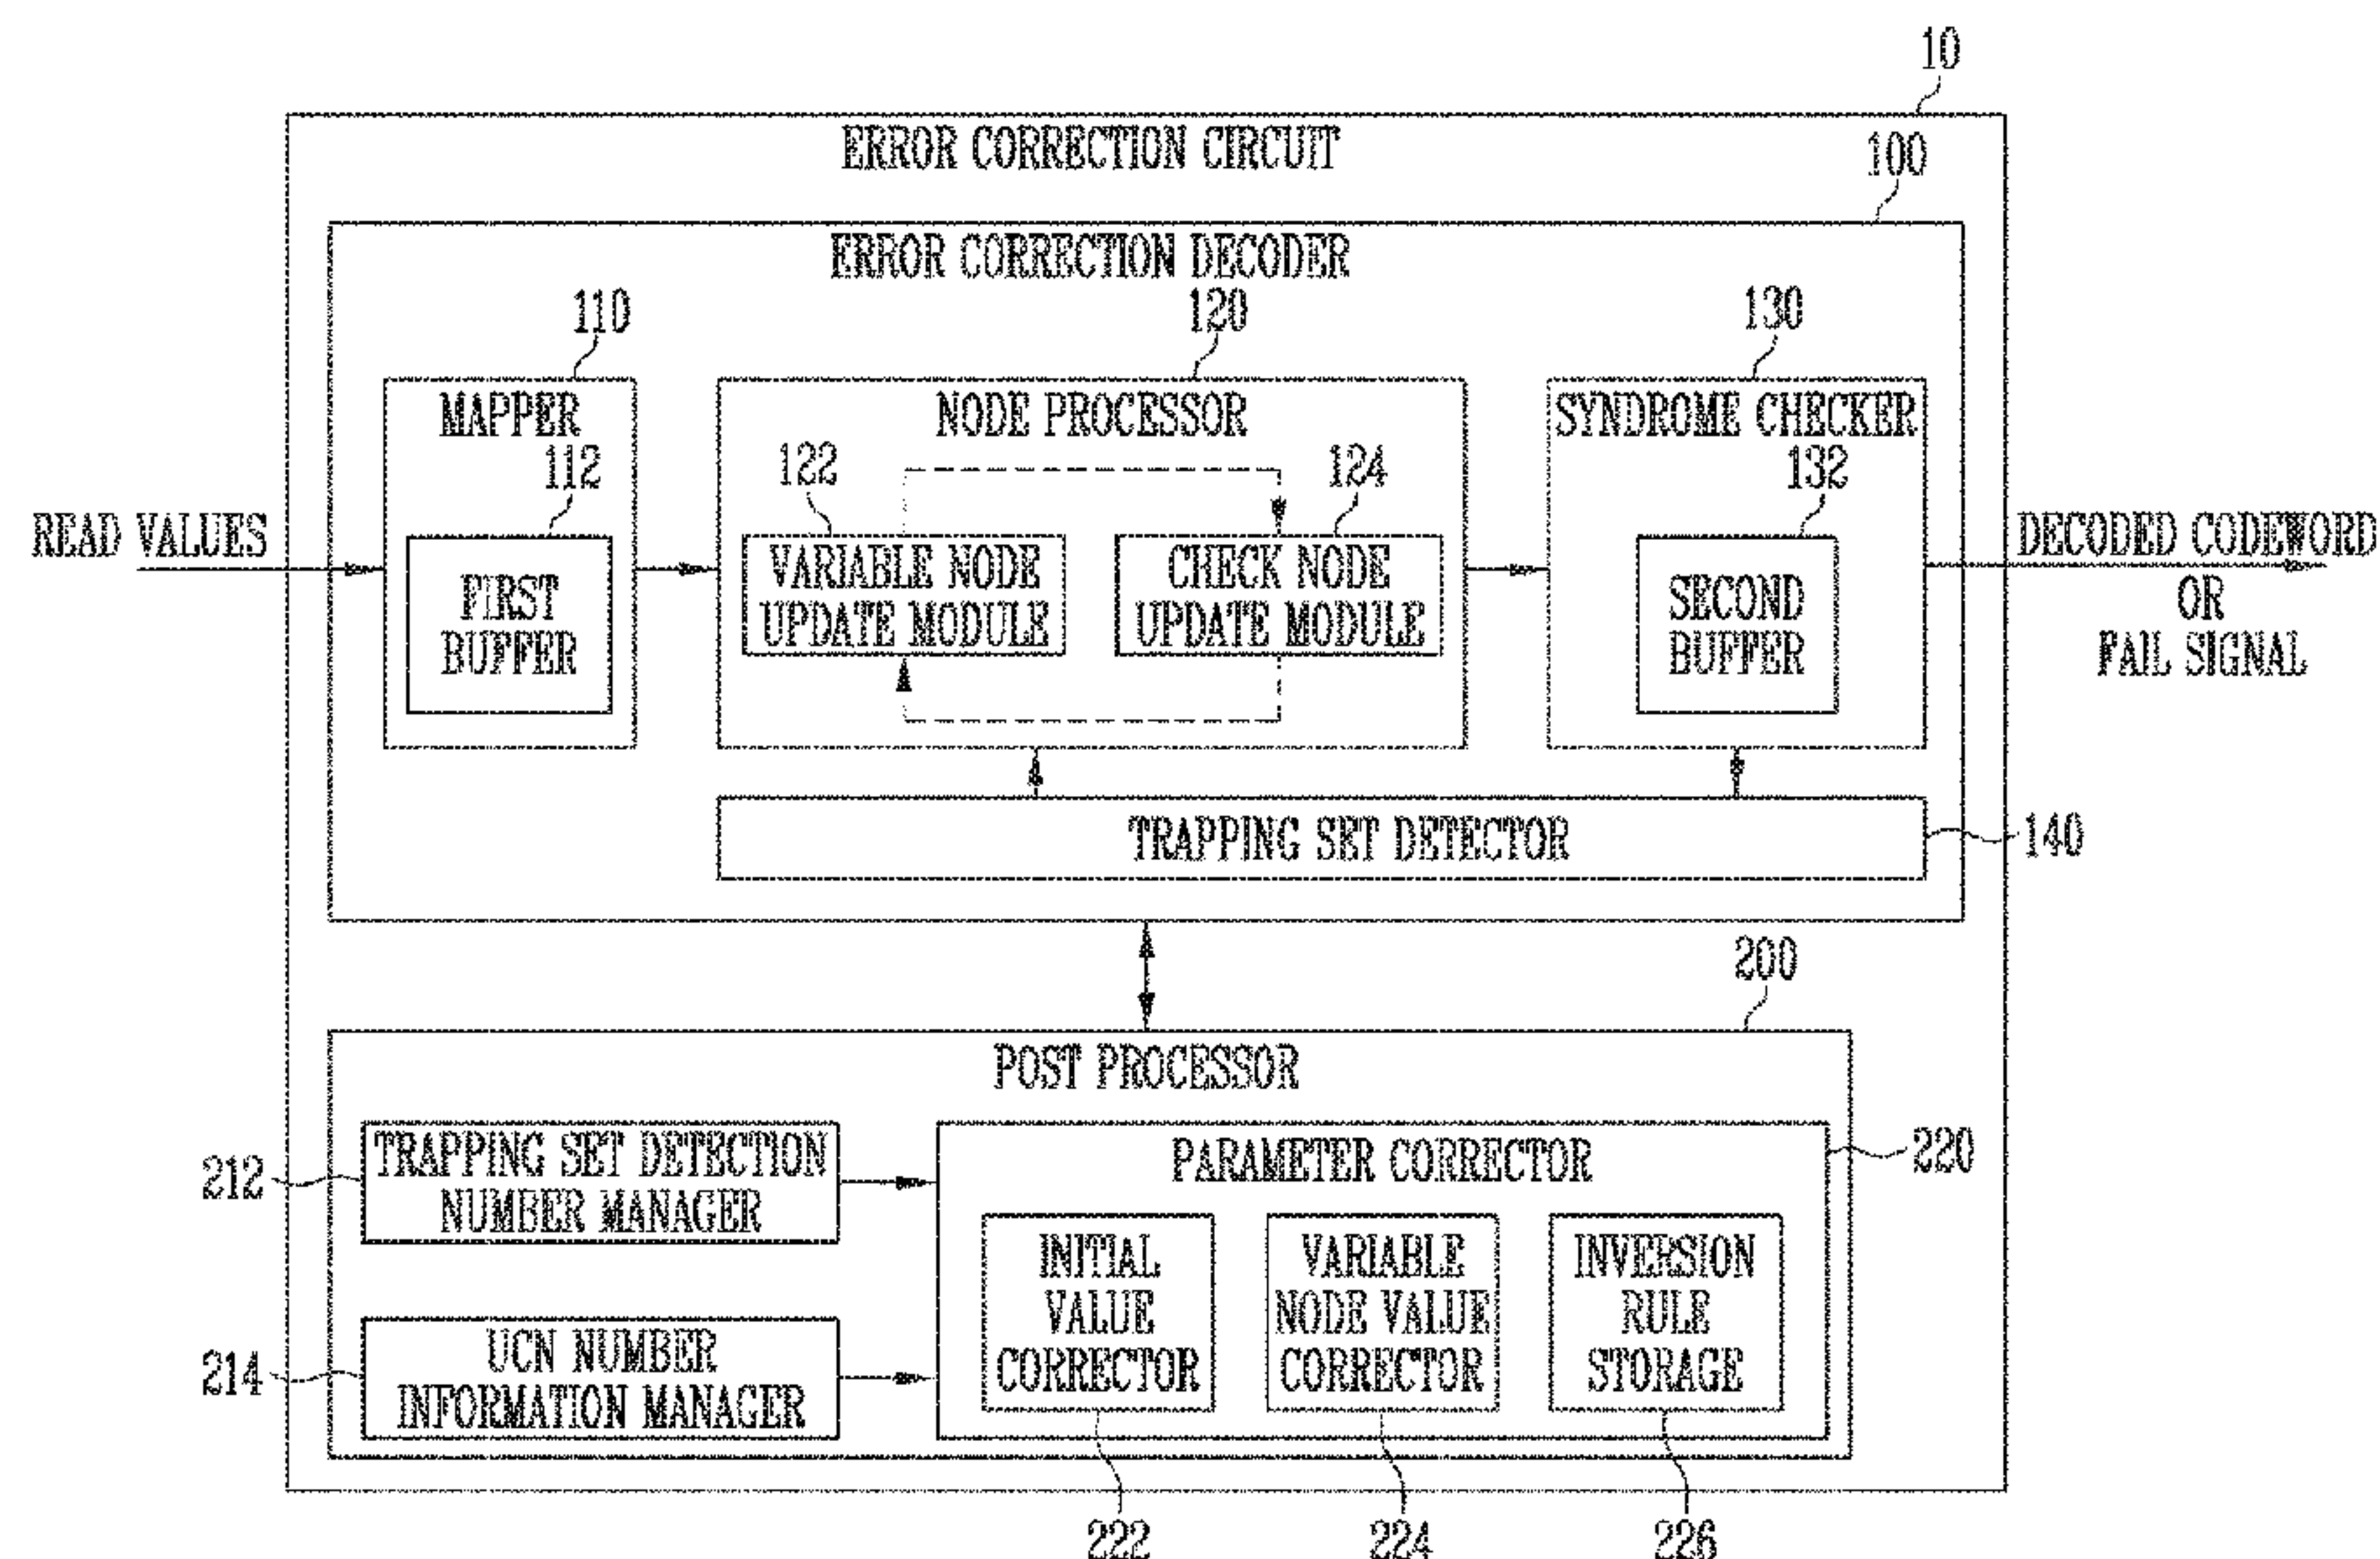 10
ERROR CORRECTION CIRCUIT
100
ERROR CORRECTION DECODER
110
120
130
MAPPER
NODE PROCESSOR
SYNDROME CHECKER
112
122
124
132
READ VALUES
FIRST
BUFFER
VARIABLE NODE
UPDATE MODULE
CHECK NODE
UPDATE MODULE
SECOND
BUFFER
DECODED CODEWORD
OR
FAIL SIGNAL
TRAPPING SET DETECTOR
140
200
POST PROCESSOR
212
TRAPPING SET DETECTION
NUMBER MANAGER
PARAMETER CORRECTOR
220
214
UCN NUMBER
INFORMATION MANAGER
INITIAL
VALUE
CORRECTOR
VARIABLE
NODE VALUE
CORRECTOR
INVERSION
RULE
STORAGE
222
224
226